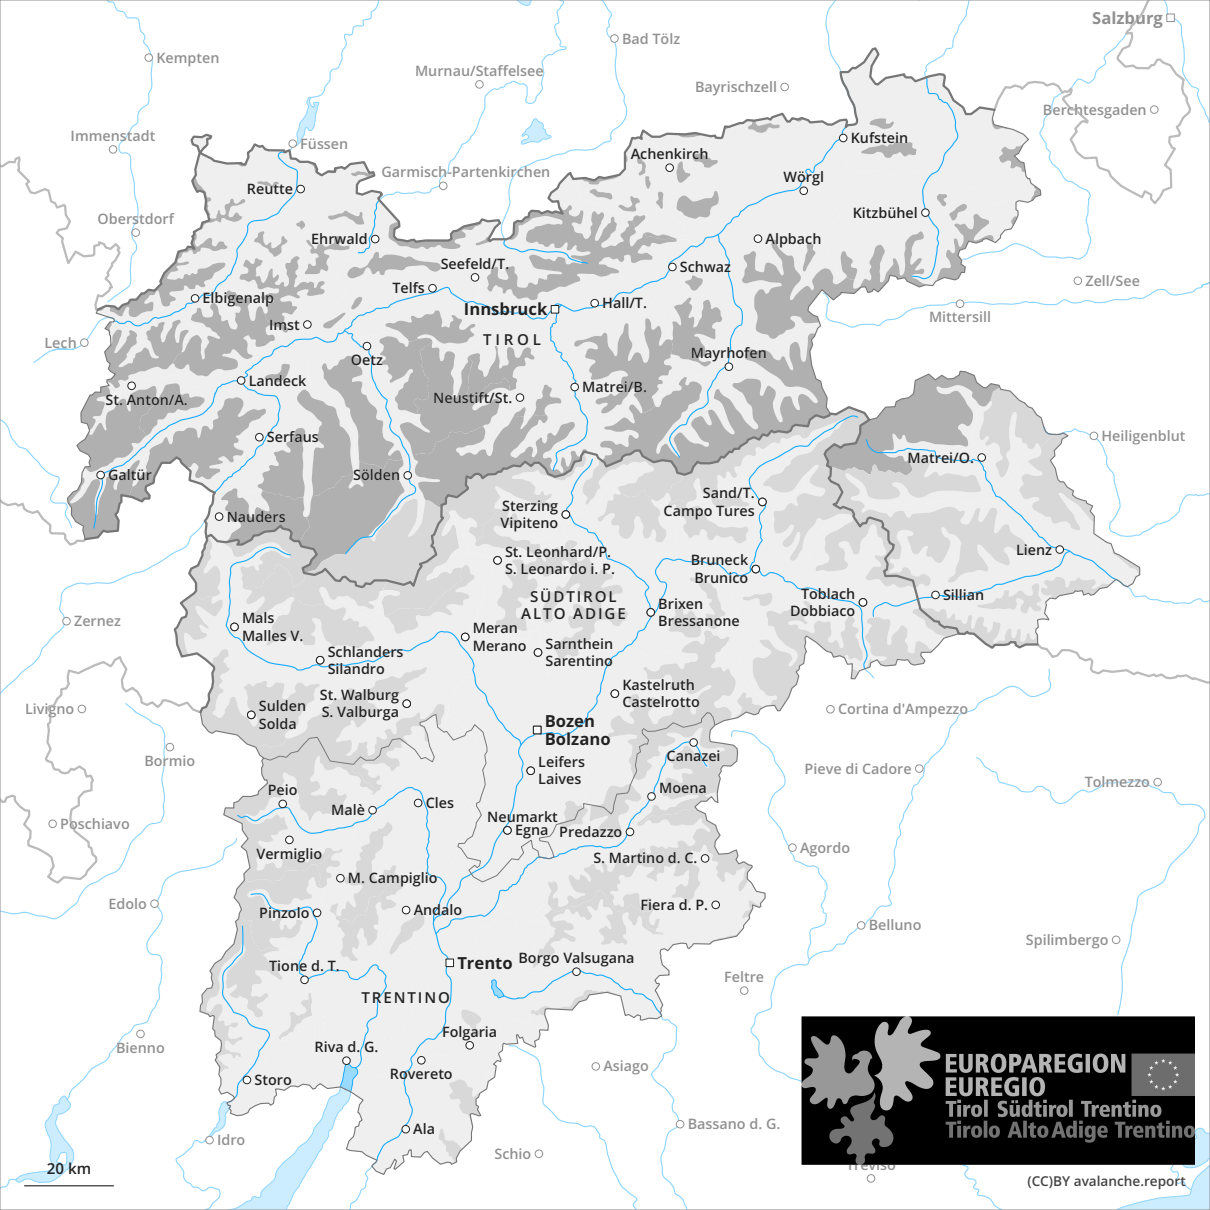 Salzburg
Bad Tölz
Kempten
Murnau/Staffelsee
Bayrischzell
Berchtesgaden
Immenstadt
Füssen
Kufstein
Achenkirch
Garmisch-Partenkirchen
Wörgl
Reutte
Oberstdorf
Kitzbühel
Ehrwald
Alpbach
Seefeld/T.
Schwaz
Zell/See
Telfs
Elbigenalp
Hall/T.
Innsbruck
Mittersill
Imst
TIROL
Lech
Oetz
Mayrhofen
Landeck
Matrei/B.
St. Anton/A.
Neustift/St.
Serfaus
Heiligenblut
Matrei/O.
Galtür
Sölden
Sand/T.
Campo Tures
Sterzing
Vipiteno
Nauders
St. Leonhard/P.
S. Leonardo i. P.
Lienz
Bruneck
Brunico
SÜDTIROL
ALTO ADIGE
Toblach
Dobbiaco
Sillian
Brixen
Bressanone
Zernez
Mals
Malles V.
Meran
Merano
Sarnthein
Sarentino
Schlanders
Silandro
Kastelruth
Castelrotto
St. Walburg
S. Valburga
Sulden
Solda
Livigno
Cortina d'Ampezzo
Bozen
Bolzano
Bormio
Canazei
Leifers
Laives
Pieve di Cadore
Tolmezzo
Peio
Moena
Malè
Cles
Neumarkt
Egna
Predazzo
Poschiavo
Vermiglio
S. Martino d. C.
Agordo
M. Campiglio
Edolo
Pinzolo
Andalo
Fiera d. P.
Belluno
Spilimbergo
Tione d. T.
Trento
Borgo Valsugana
Feltre
TRENTINO
Folgaria
Bienno
Riva d. G.
Rovereto
Asiago
Storo
EUROPAREGION
EUREGIO
Tirol Südtirol Trentino
Tirolo Alto Adige Trentino
Ala
Bassano d. G.
Idro
Schio
Treviso
20 km
(CC)BY avalanche.report